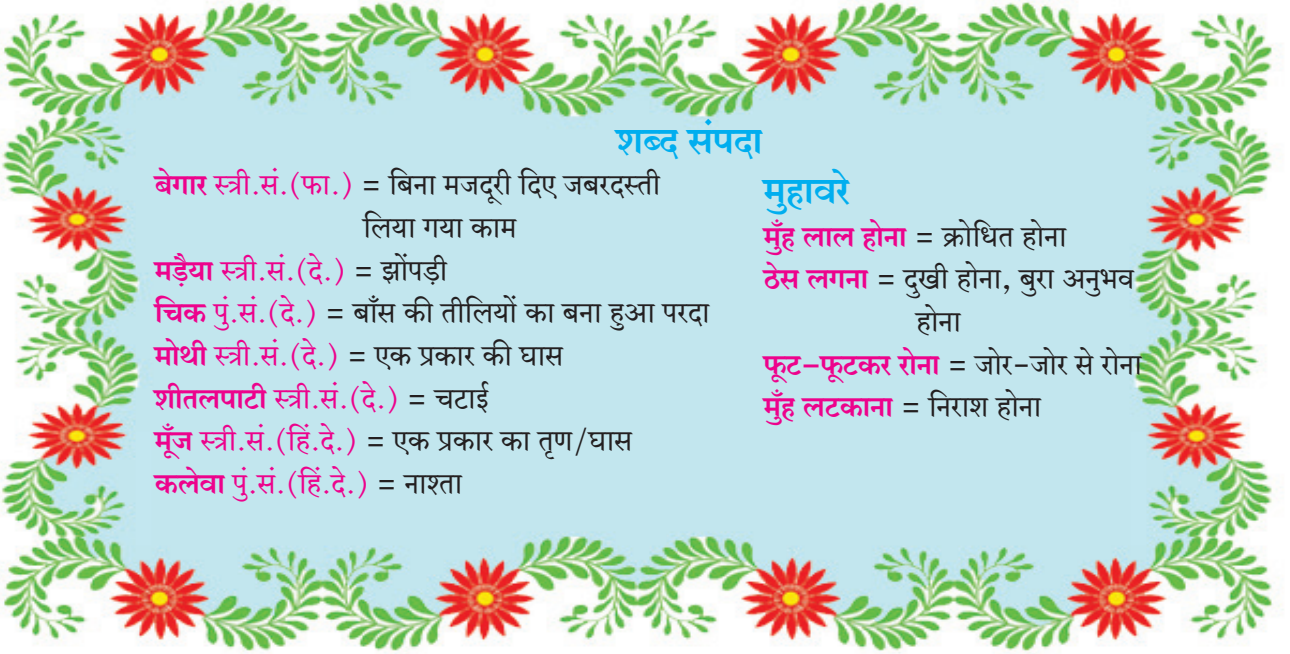 शब्द संपदा
बेगार स्त्री.सं.(फा.) = बिना मजदूरी दिए जबरदस्ती
लिया गया काम
मड़ैया स्त्री.सं.(दे.) = झोंपड़ी
चिक पुं.सं.(दे.) = बाँस की तीलियों का बना हुआ परदा
मोथी स्त्री.सं.(दे.) = एक प्रकार की घास
शीतलपाटी स्त्री.सं.(दे.) = चटाई
मूँज स्त्री.सं.(हिं.दे.) = एक प्रकार का तृण/घास
कलेवा पुं.सं.(हिं.दे.) = नाश्ता
मुहावरे
मुँह लाल होना = क्रोधित होना
ठेस लगना = दुखी होना, बुरा अनुभव
होना
फूट-फूटकर रोना = जोर-जोर से रोना
मुँह लटकाना = निराश होना